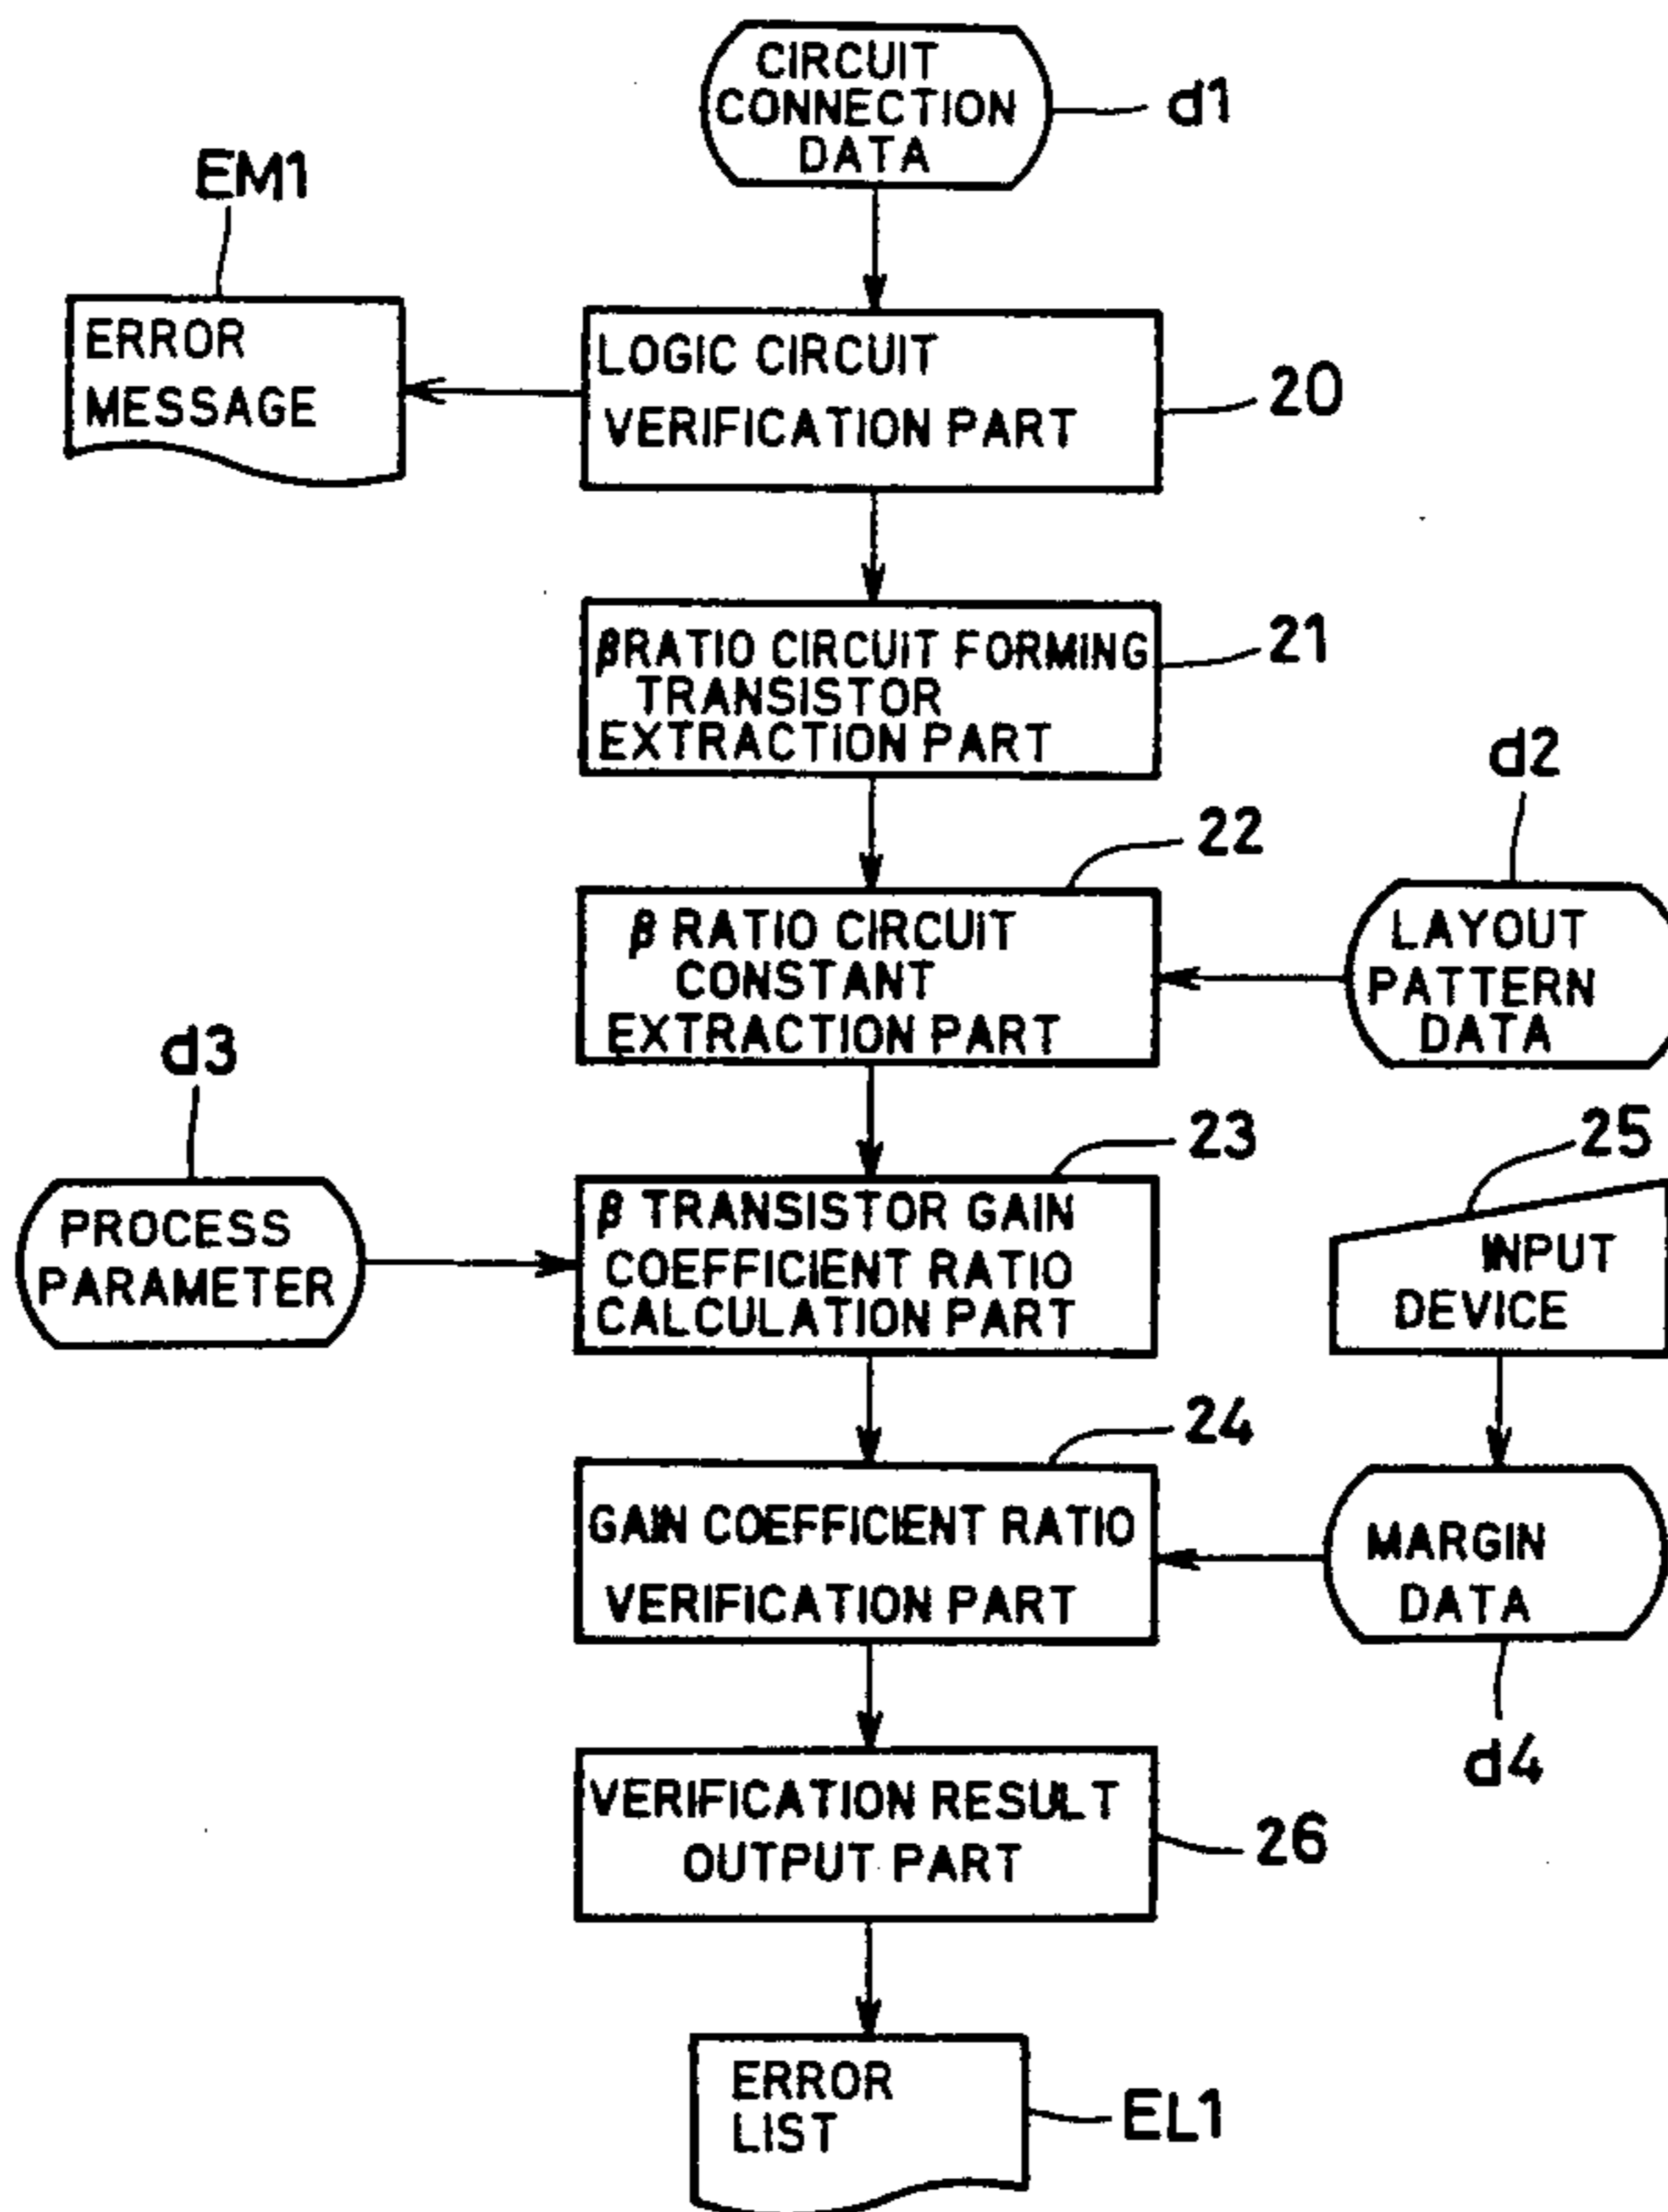 CIRCUIT
CONNECTION
DATA
d1
EM1
ERROR
MESSAGE
LOGIC CIRCUIT
VERIFICATION PART
20
βRATIO CIRCUIT FORMING
TRANSISTOR
EXTRACTION PART
21
d2
22
β RATIO CIRCUIT
CONSTANT
EXTRACTION PART
LAYOUT
PATTERN
DATA
d3
23
25
PROCESS
PARAMETER
β TRANSISTOR GAIN
COEFFICIENT RATIO
CALCULATION PART
INPUT
DEVICE
24
GAIN COEFFICIENT RATIO
VERIFICATION PART
MARGIN
DATA
d4
VERIFICATION RESULT
OUTPUT PART
26
ERROR
LIST
EL1